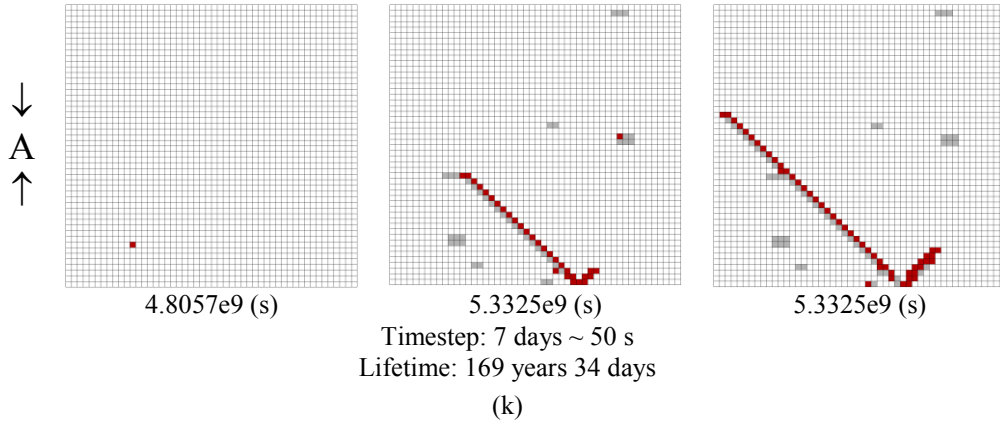 ↓
A
↑
4.8057e9 (s)
5.3325e9 (s)
5.3325e9 (s)
Timestep: 7 days ~ 50 s
Lifetime: 169 years 34 days
(k)